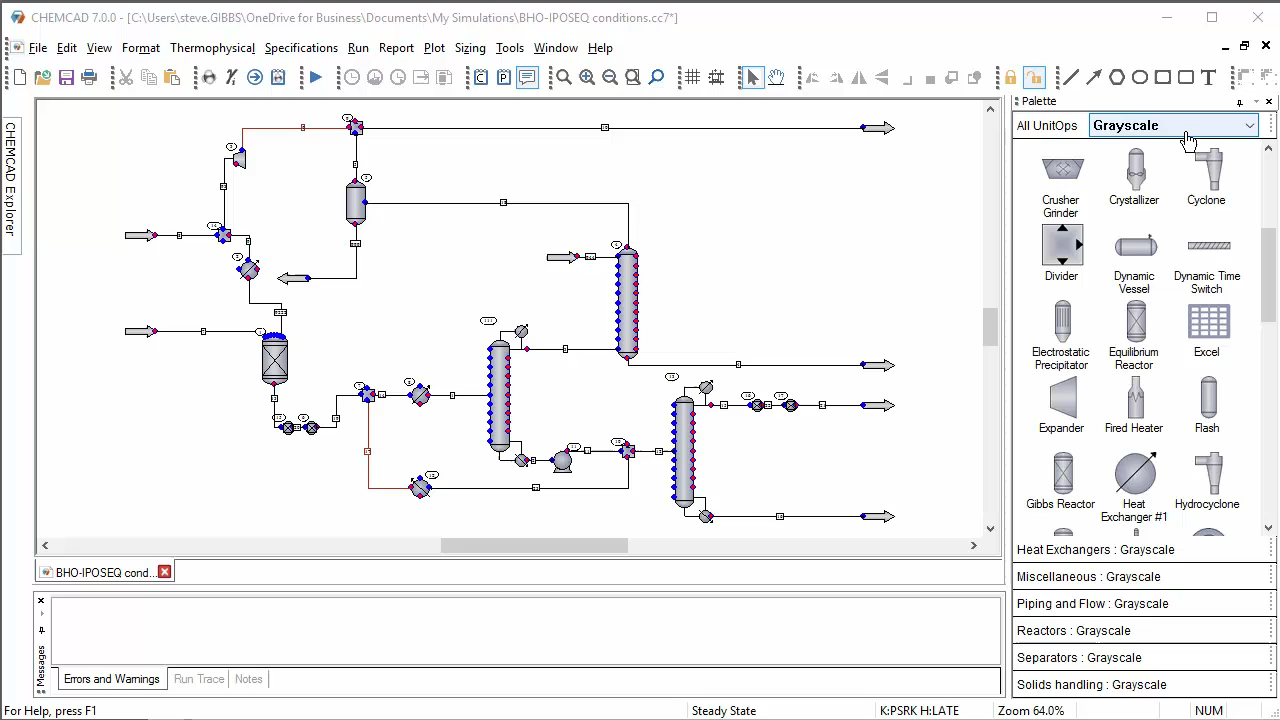 CHEMCAD 7.0.0 - [C:\Users\steve.GIBBS\OneDrive for Business\Documents\My Simulations\BHO-IPOSEQ conditions.cc7*]
File Edit View Format Thermophysical Specifications Run Report Plot Sizing Tools Window Help
CHEMCAD Explorer
Palette
All UnitOps Grayscale
Crusher Grinder
Crystallizer
Cyclone
Divider
Dynamic Vessel
Dynamic Time Switch
Electrostatic Precipitator
Equilibrium Reactor
Excel
Expander
Fired Heater
Flash
Gibbs Reactor
Heat Exchanger #1
Hydrocyclone
Heat Exchangers : Grayscale
Miscellaneous : Grayscale
Piping and Flow : Grayscale
Reactors : Grayscale
Separators : Grayscale
Solids handling : Grayscale
BHO-IPOSEQ cond...
Messages
Errors and Warnings Run Trace Notes
For Help, press F1 Steady State K:PSRK H:LATE Zoom 64.0% NUM